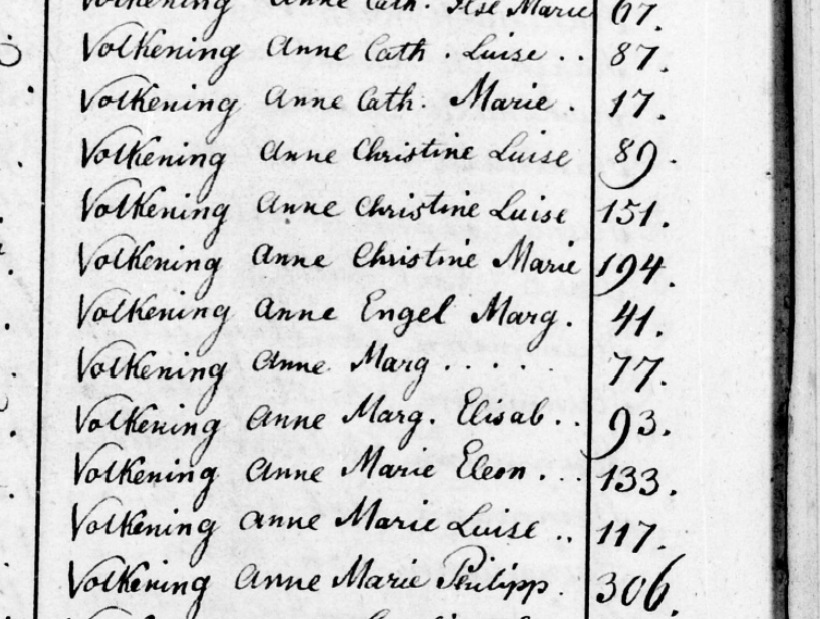 Volkening Anne Cath. Ilse Marie 67.
Volkening Anne Cath. Luise . . 87.
Volkening Anne Cath. Marie . 17.
Volkening Anne Christine Luise 89.
Volkening Anne Christine Luise 151.
Volkening Anne Christine Marie 194.
Volkening Anne Engel Marg. 41.
Volkening Anne Marg . . . . . 77.
Volkening Anne Marg. Elisab. . . 93.
Volkening Anne Marie Eleon. . . 133.
Volkening Anne Marie Luise . . 117.
Volkening Anne Marie Philipp. 306.